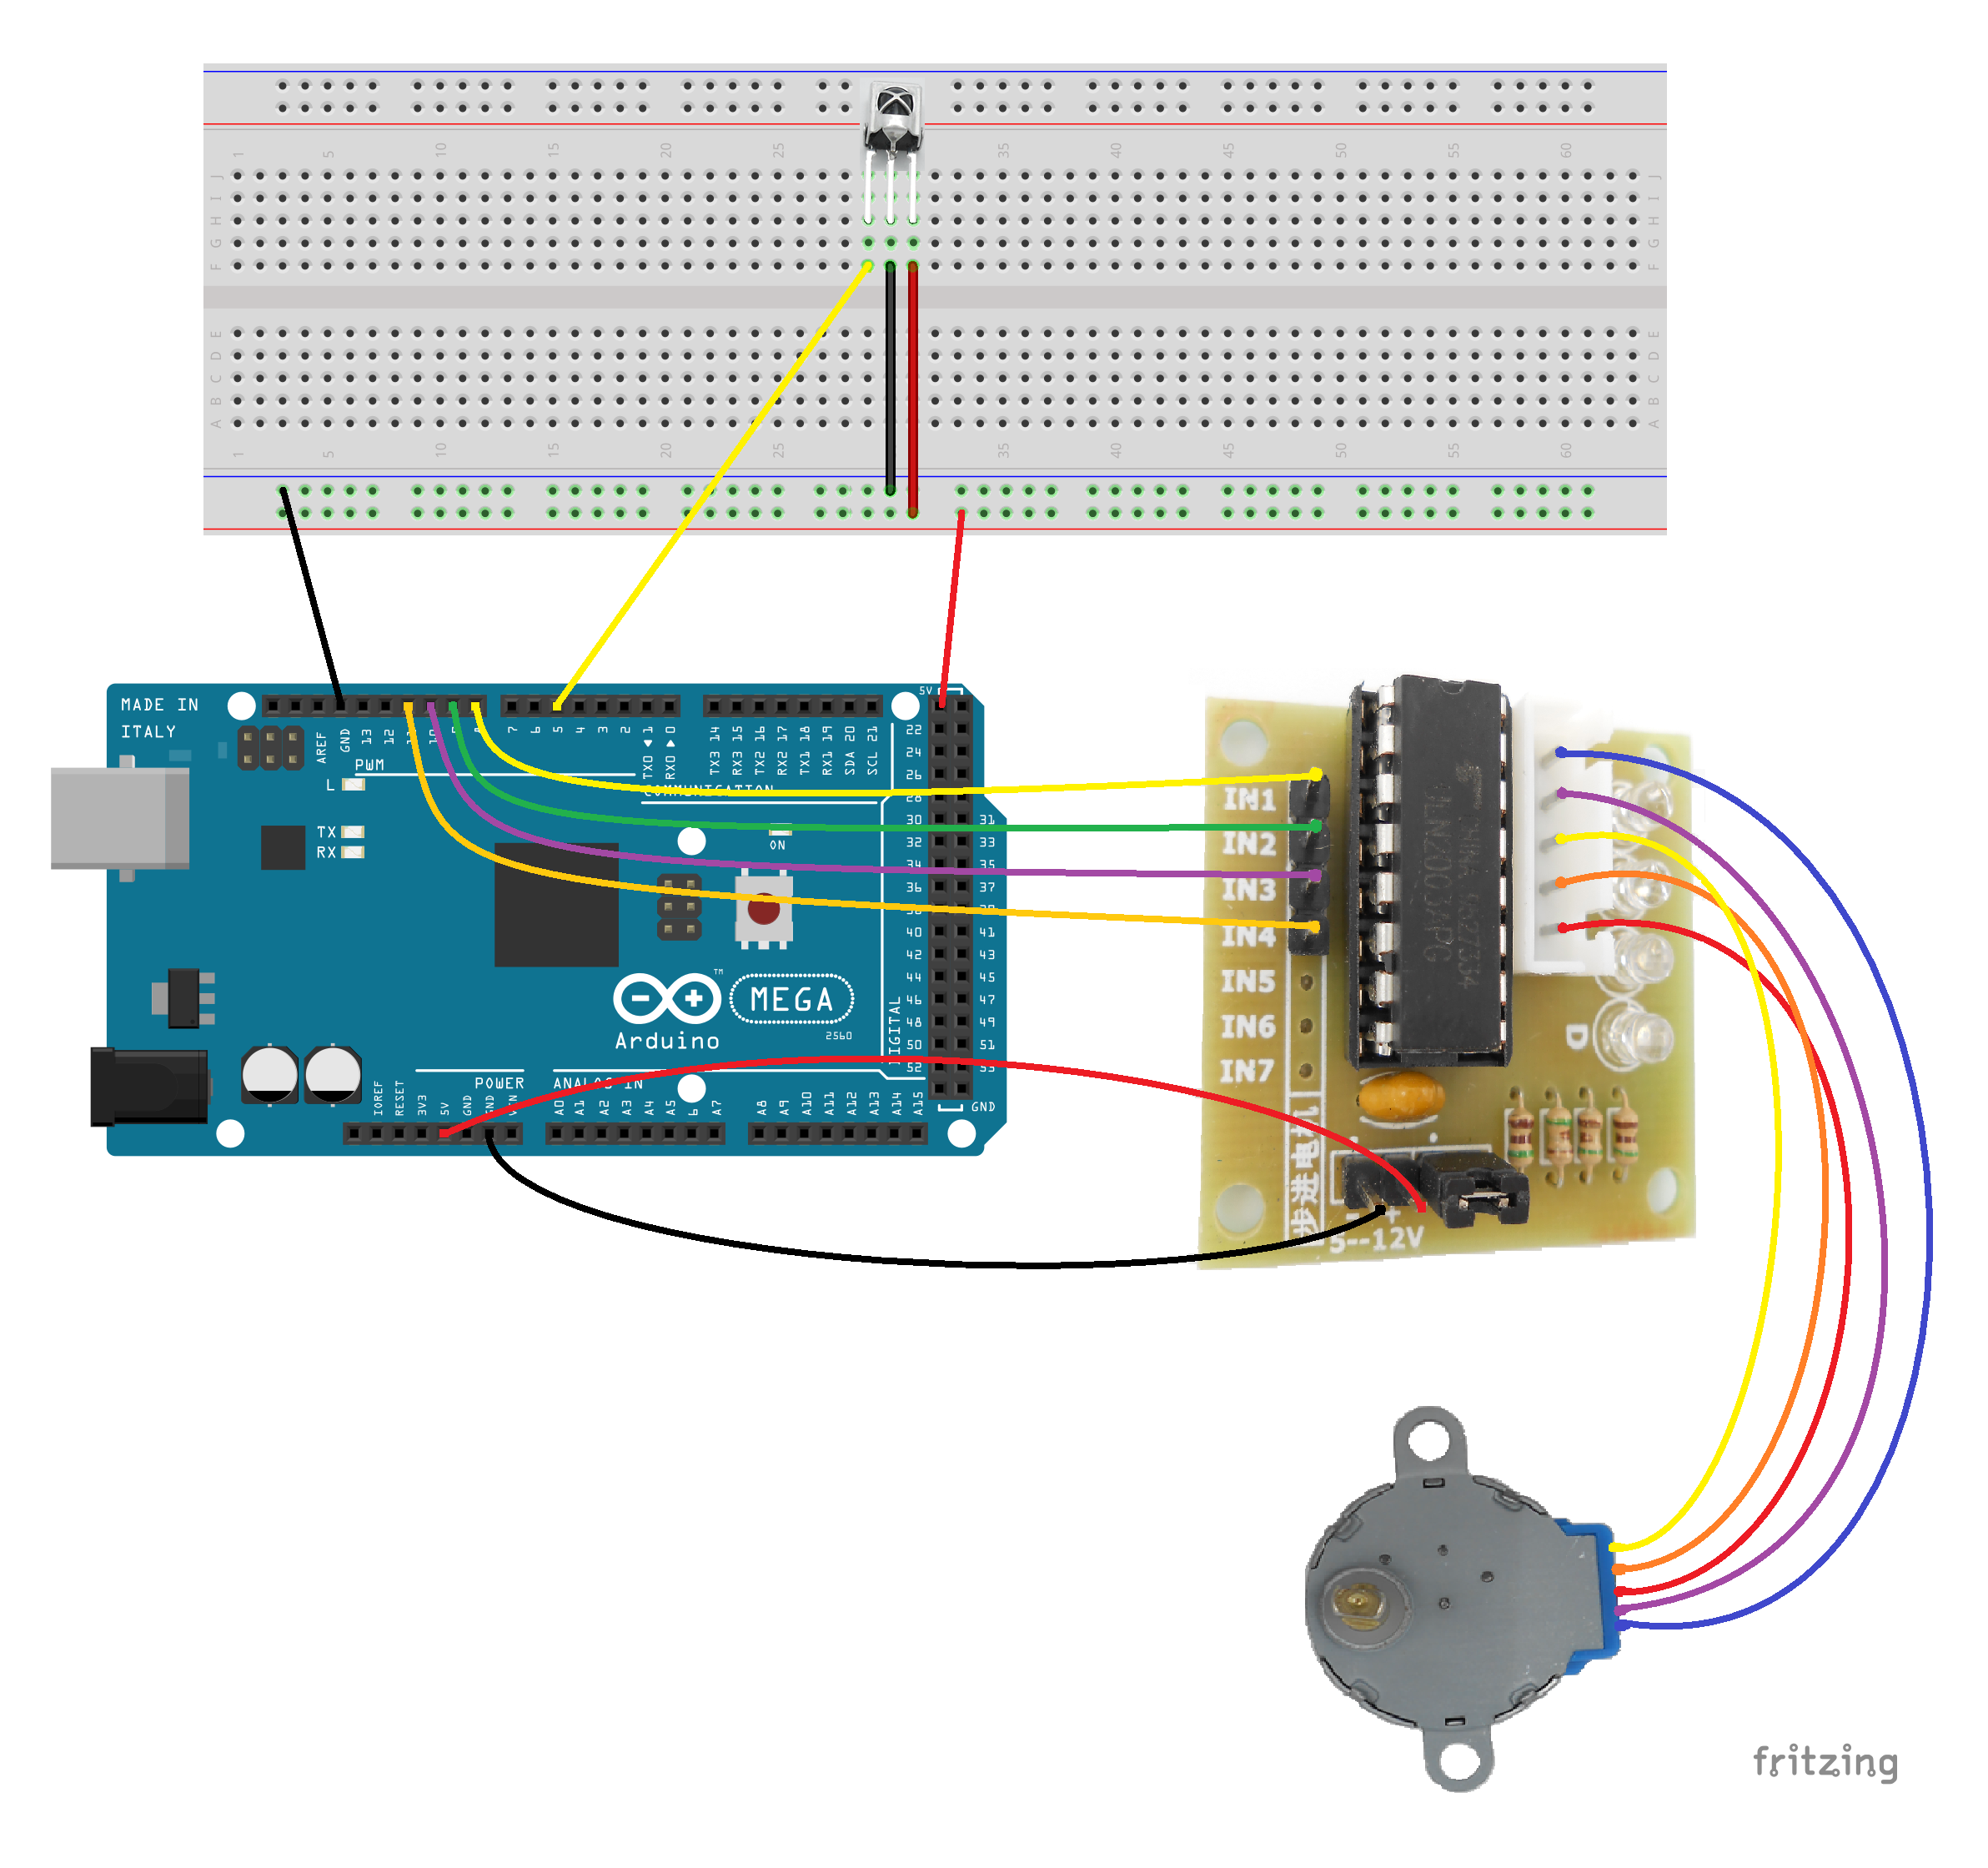 1 5 10 15 20 25 35 40 45 50 55 60
J J
I I
H H
G G
F F
E E
D D
C C
B B
A A
1 5 10 15 20 25 35 40 45 50 55 60
MADE IN
ITALY
AREF
GND
13
12
7
6
5
4
3
2
TX0 1
RX0 0
TX3 14
RX3 15
TX2 16
RX2 17
TX1 18
RX1 19
SDA 20
SCL 21
5V
PWM
COMMUNICATION
L
TX
RX
ON
22
24
26
28
30 31
32 33
34 35
36 37
38 39
40 41
42 43
44 45
46 47
48 49
50 51
52 53
GND
DIGITAL
MEGA
2560
Arduino
TM
POWER
ANALOG IN
IOREF
RESET
3V3
5V
GND
GND
VIN
A0
A1
A2
A3
A4
A5
A7
A8
A9
A10
A11
A12
A13
A14
A15
IN1
IN2
IN3
IN4
IN5
IN6
IN7
D
步进电机
- +
5--12V
fritzing